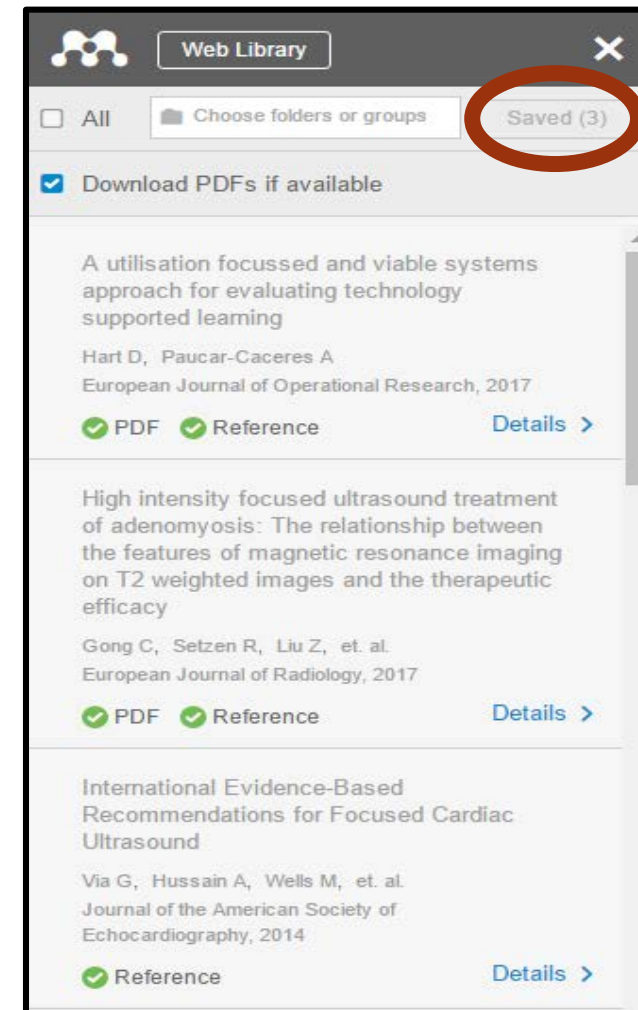 Web Library
All Choose folders or groups Saved (3)
Download PDFs if available
A utilisation focussed and viable systems
approach for evaluating technology
supported learning
Hart D, Paucar-Caceres A
European Journal of Operational Research, 2017
PDF Reference Details >
High intensity focused ultrasound treatment
of adenomyosis: The relationship between
the features of magnetic resonance imaging
on T2 weighted images and the therapeutic
efficacy
Gong C, Setzen R, Liu Z, et. al.
European Journal of Radiology, 2017
PDF Reference Details >
International Evidence-Based
Recommendations for Focused Cardiac
Ultrasound
Via G, Hussain A, Wells M, et. al.
Journal of the American Society of
Echocardiography, 2014
Reference Details >